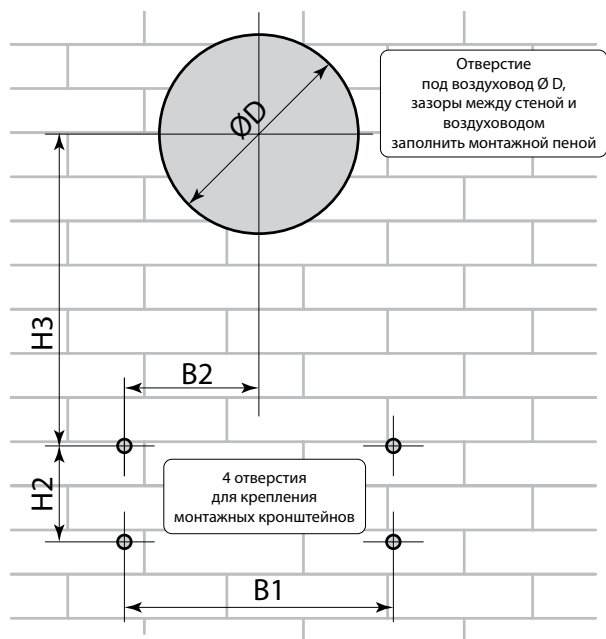 Отверстие
под воздуховод Ø D,
зазоры между стеной и
воздуховодом
заполнить монтажной пеной
ØD
H3
B2
4 отверстия
для крепления
монтажных кронштейнов
H2
B1